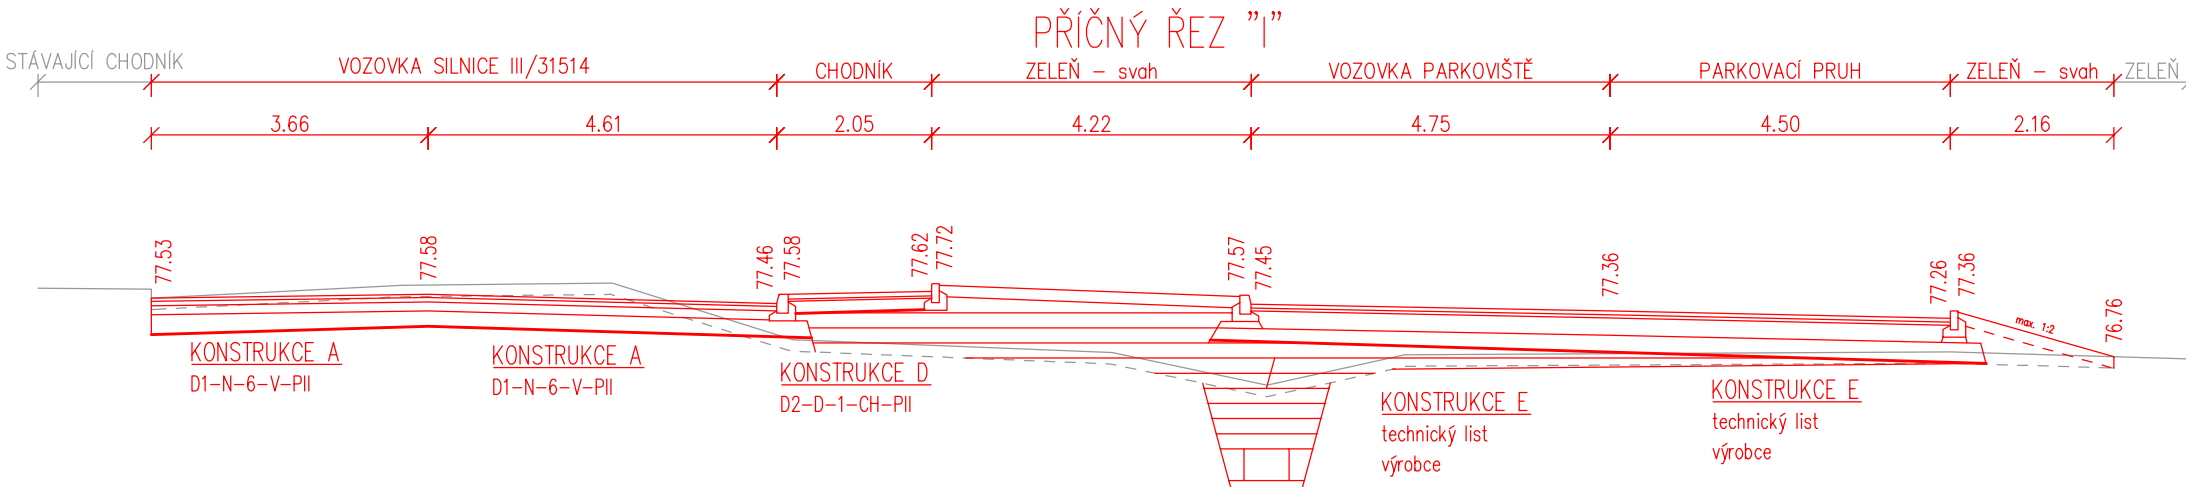 PŘÍČNÝ ŘEZ "I"
STÁVAJÍCÍ CHODNÍK
VOZOVKA SILNICE III/31514
CHODNÍK
ZELEŇ - svah
VOZOVKA PARKOVIŠTĚ
PARKOVACÍ PRUH
ZELEŇ - svah
ZELEŇ
3.66
4.61
2.05
4.22
4.75
4.50
2.16
77.53
77.58
77.46
77.58
77.62
77.72
77.57
77.45
77.36
77.26
77.36
76.76
max. 1:2
KONSTRUKCE A
D1-N-6-V-PII
KONSTRUKCE A
D1-N-6-V-PII
KONSTRUKCE D
D2-D-1-CH-PII
KONSTRUKCE E
technický list
výrobce
KONSTRUKCE E
technický list
výrobce